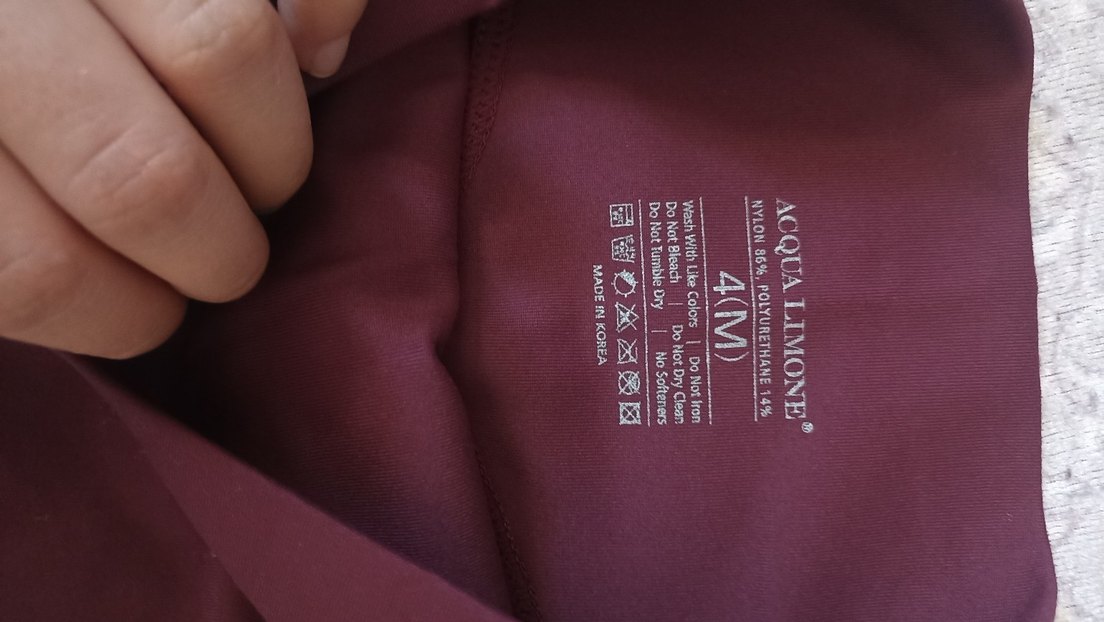 ACQUA LIMONE®
NYLON 86%, POLYURETHANE 14%
4(M)
Wash With Like Colors | Do Not Iron
Do Not Bleach | Do Not Dry Clean
Do Not Tumble Dry | No Softeners
MADE IN KOREA